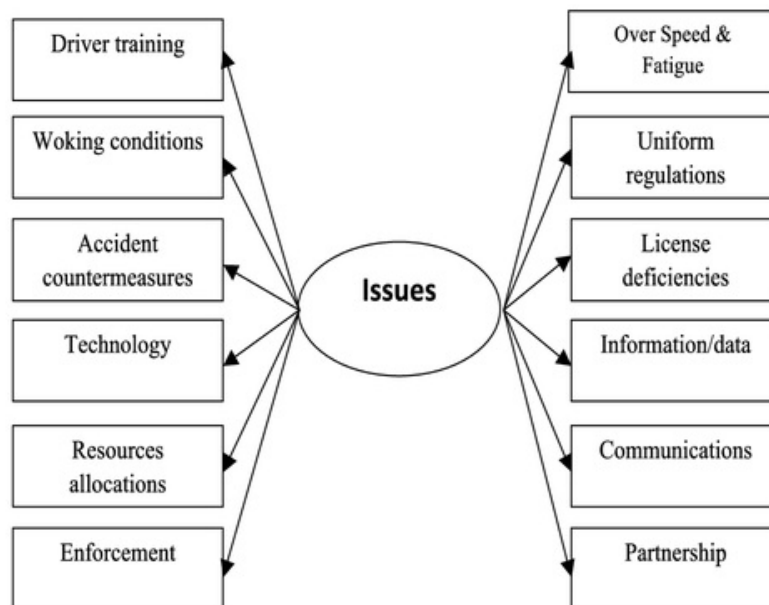 Driver training
Woking conditions
Accident
countermeasures
Technology
Resources
allocations
Enforcement
Issues
Over Speed &
Fatigue
Uniform
regulations
License
deficiencies
Information/data
Communications
Partnership